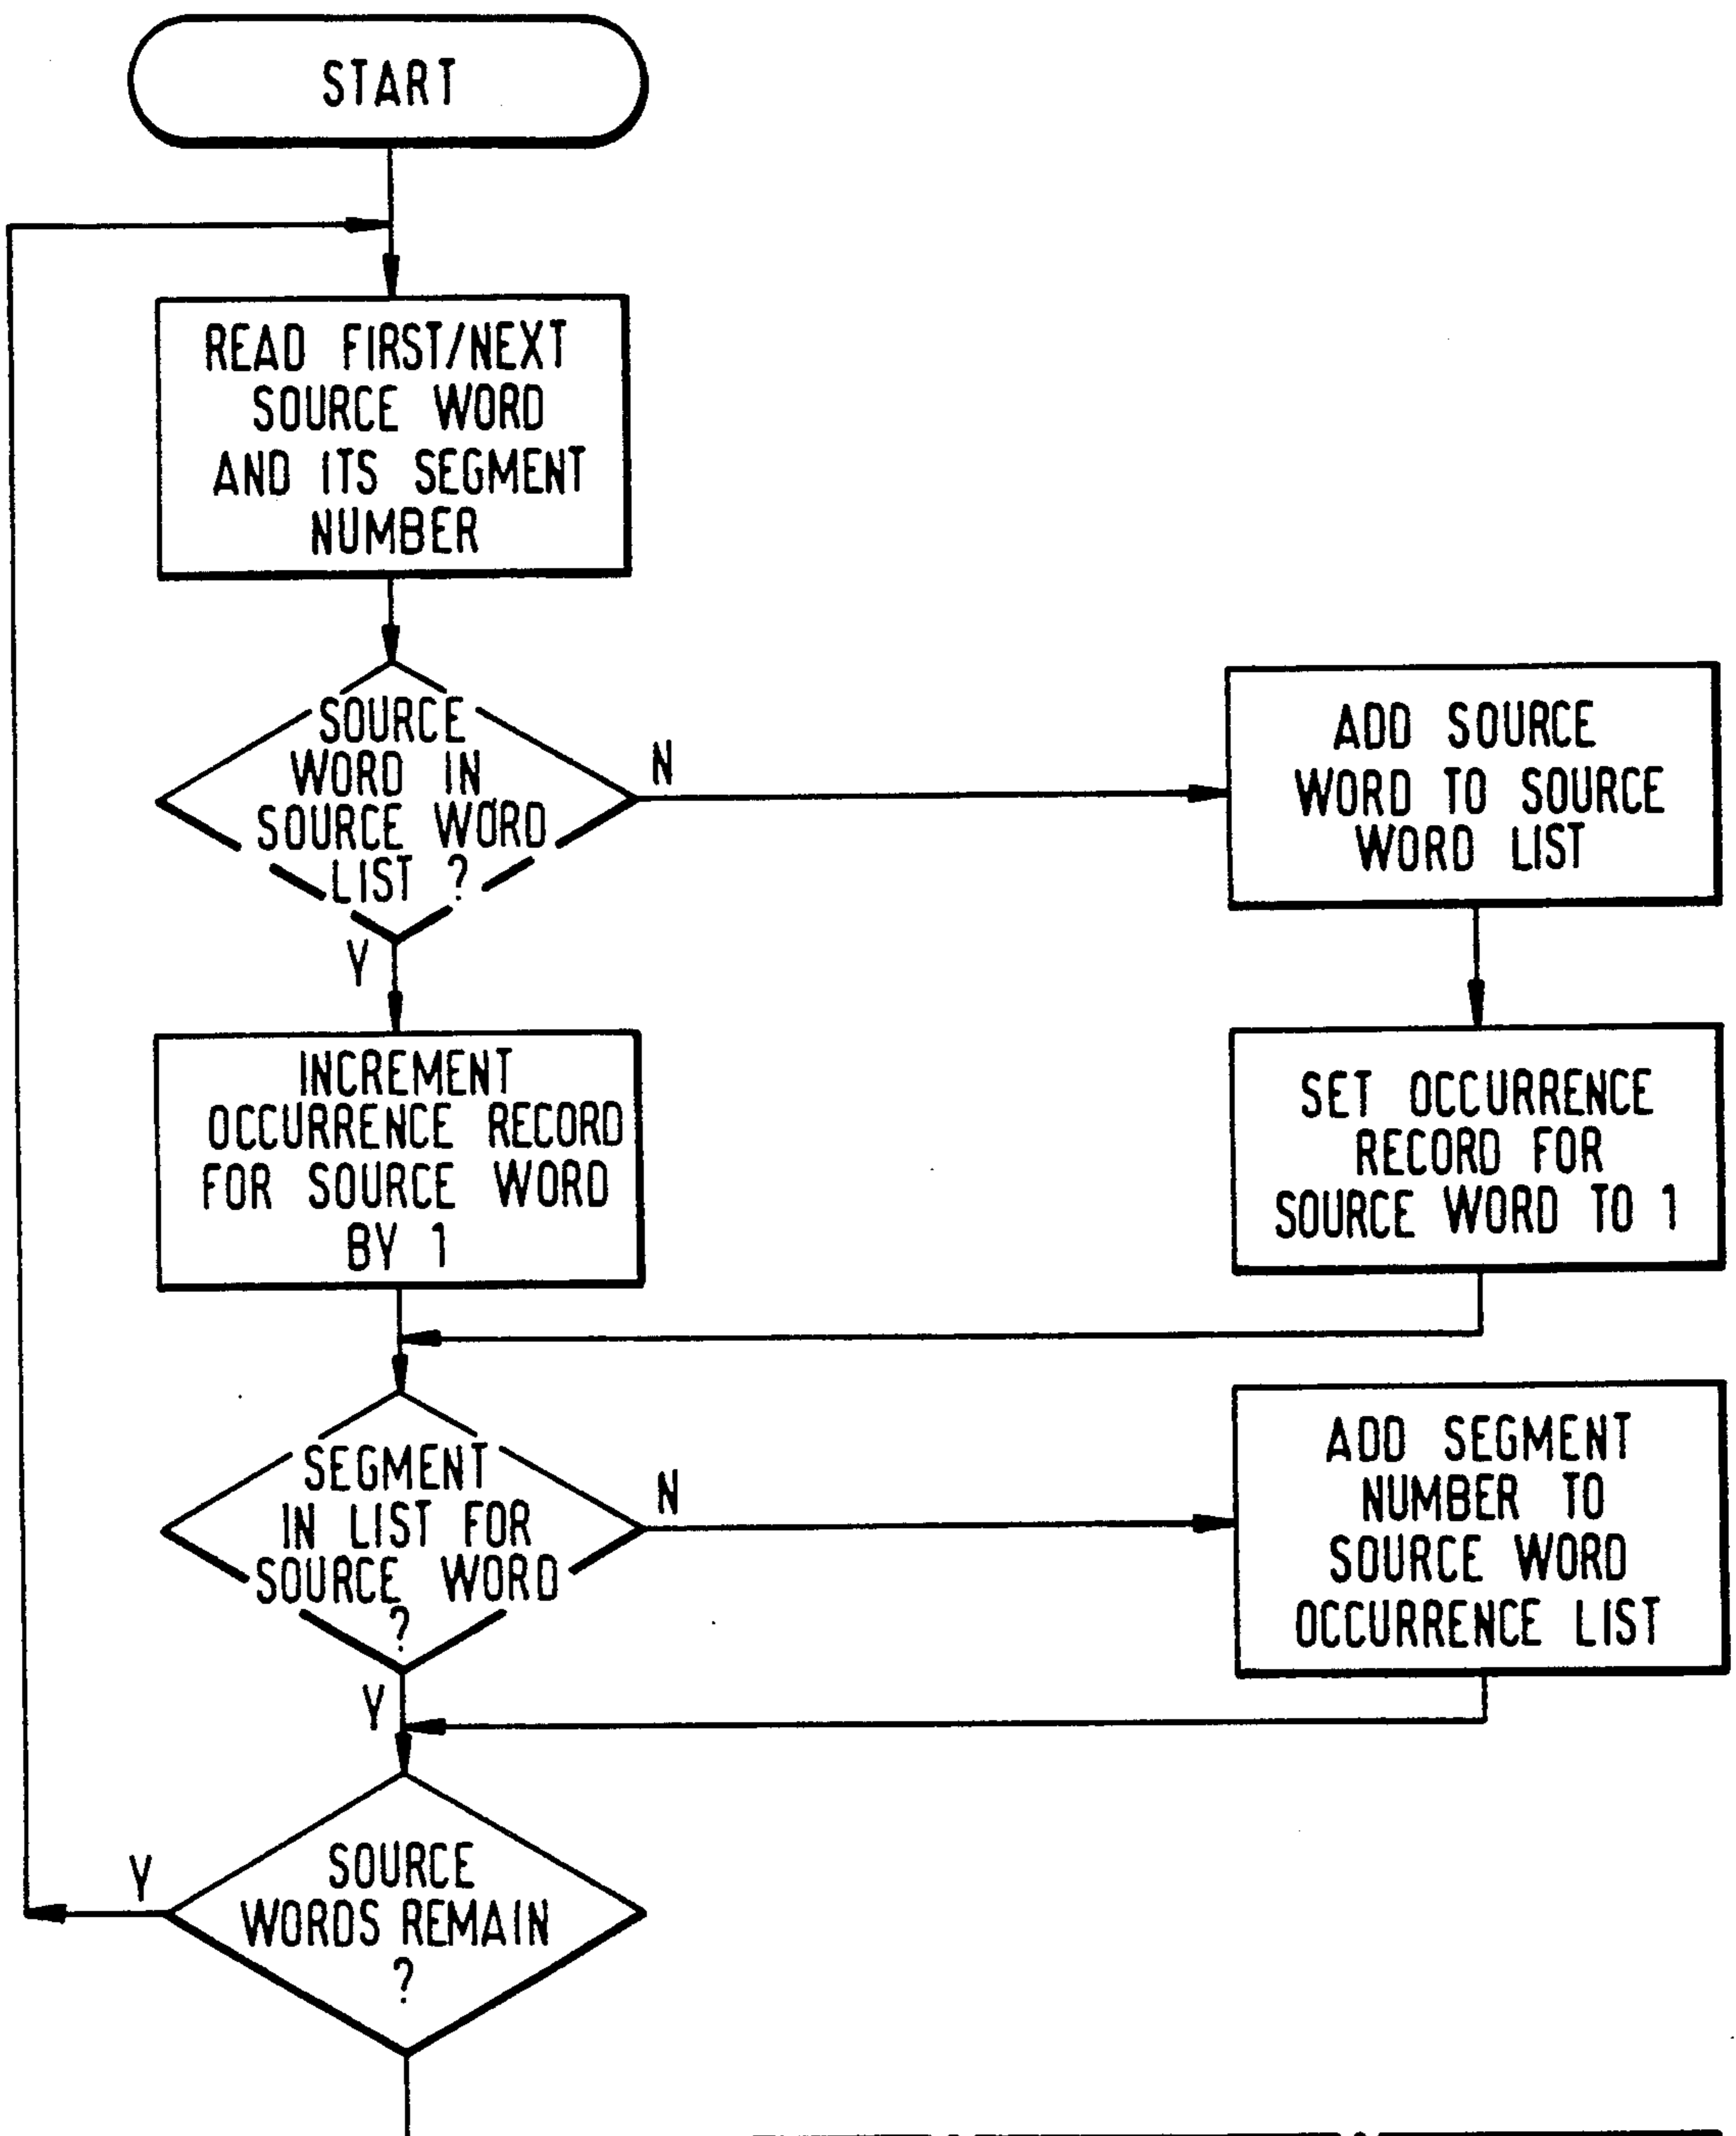 START
READ FIRST/NEXT
SOURCE WORD
AND ITS SEGMENT
NUMBER
SOURCE
WORD IN
SOURCE WORD
LIST ?
N
Y
ADD SOURCE
WORD TO SOURCE
WORD LIST
INCREMENT
OCCURRENCE RECORD
FOR SOURCE WORD
BY 1
SET OCCURRENCE
RECORD FOR
SOURCE WORD TO 1
SEGMENT
IN LIST FOR
SOURCE WORD
?
N
Y
ADD SEGMENT
NUMBER TO
SOURCE WORD
OCCURRENCE LIST
SOURCE
WORDS REMAIN
?
Y